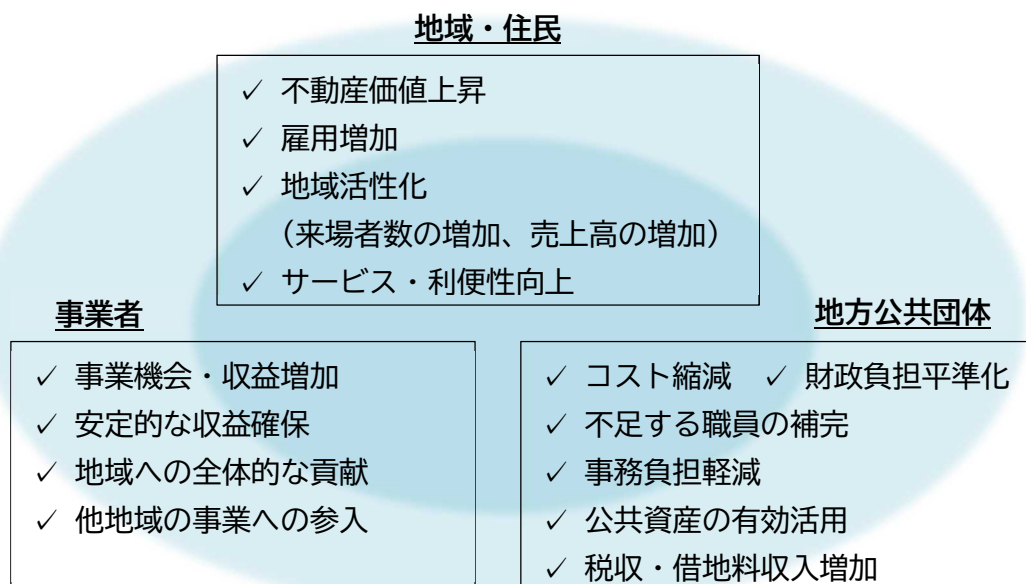 地域・住民
✓ 不動産価値上昇
✓ 雇用増加
✓ 地域活性化
（来場者数の増加、売上高の増加）
✓ サービス・利便性向上
事業者
✓ 事業機会・収益増加
✓ 安定的な収益確保
✓ 地域への全体的な貢献
✓ 他地域の事業への参入
地方公共団体
✓ コスト縮減 ✓ 財政負担平準化
✓ 不足する職員の補完
✓ 事務負担軽減
✓ 公共資産の有効活用
✓ 税収・借地料収入増加